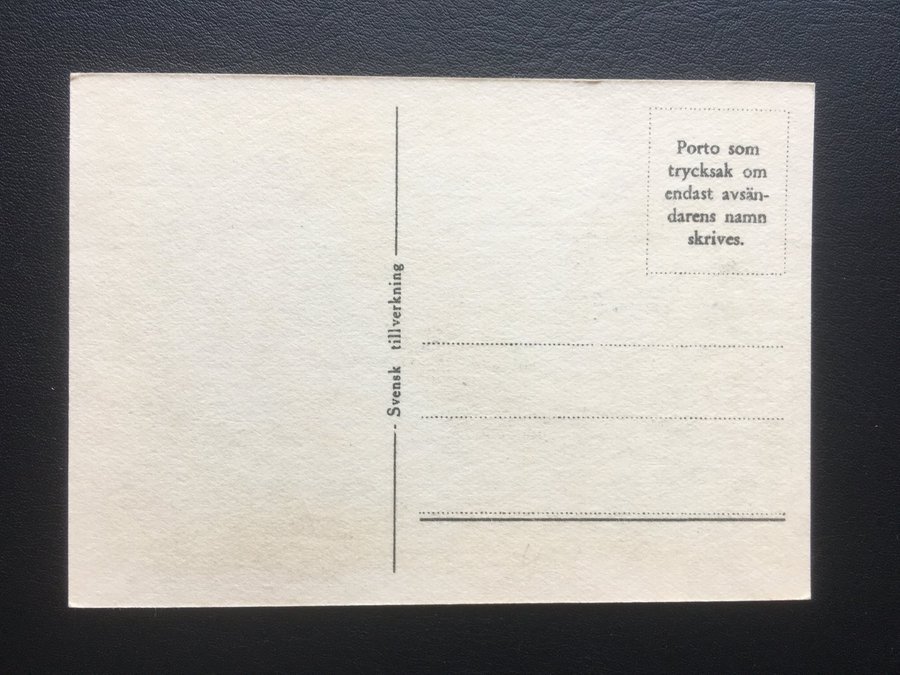 Porto som
trycksak om
endast avsän-
darens namn
skrives.
Svensk tillverkning